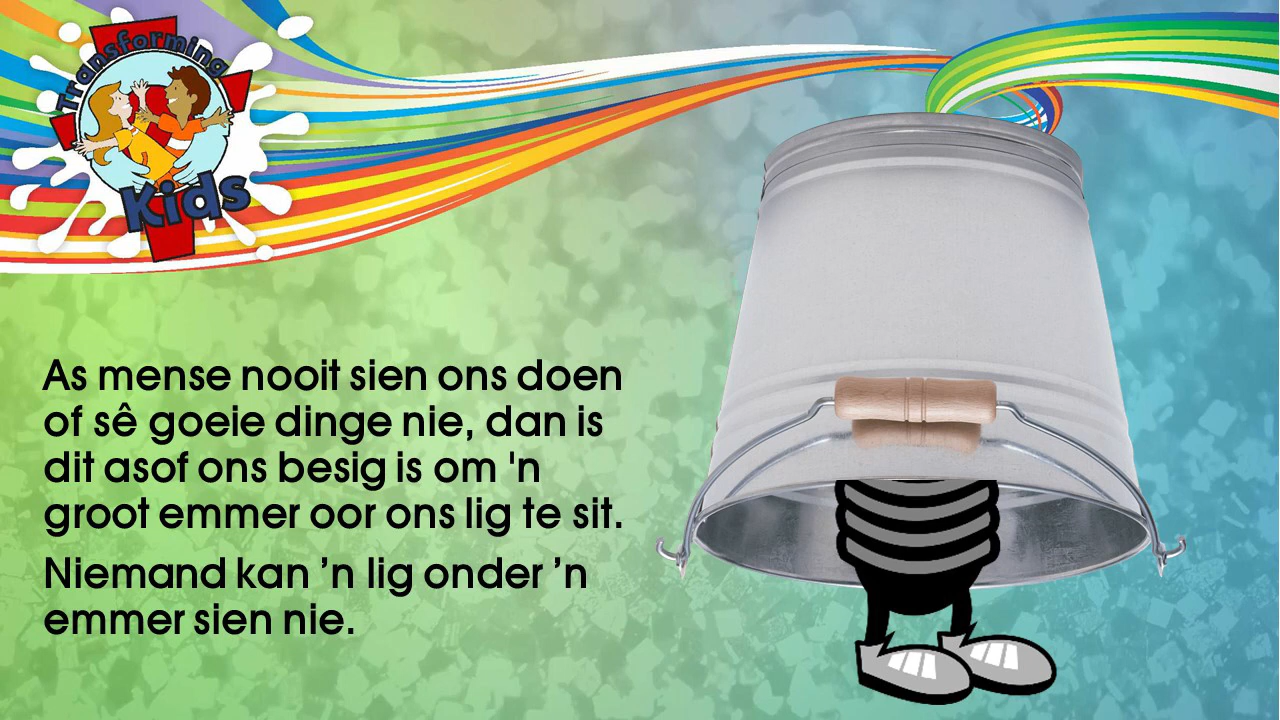 Transforming
Kids
As mense nooit sien ons doen
of sê goeie dinge nie, dan is
dit asof ons besig is om 'n
groot emmer oor ons lig te sit.
Niemand kan ’n lig onder ’n
emmer sien nie.